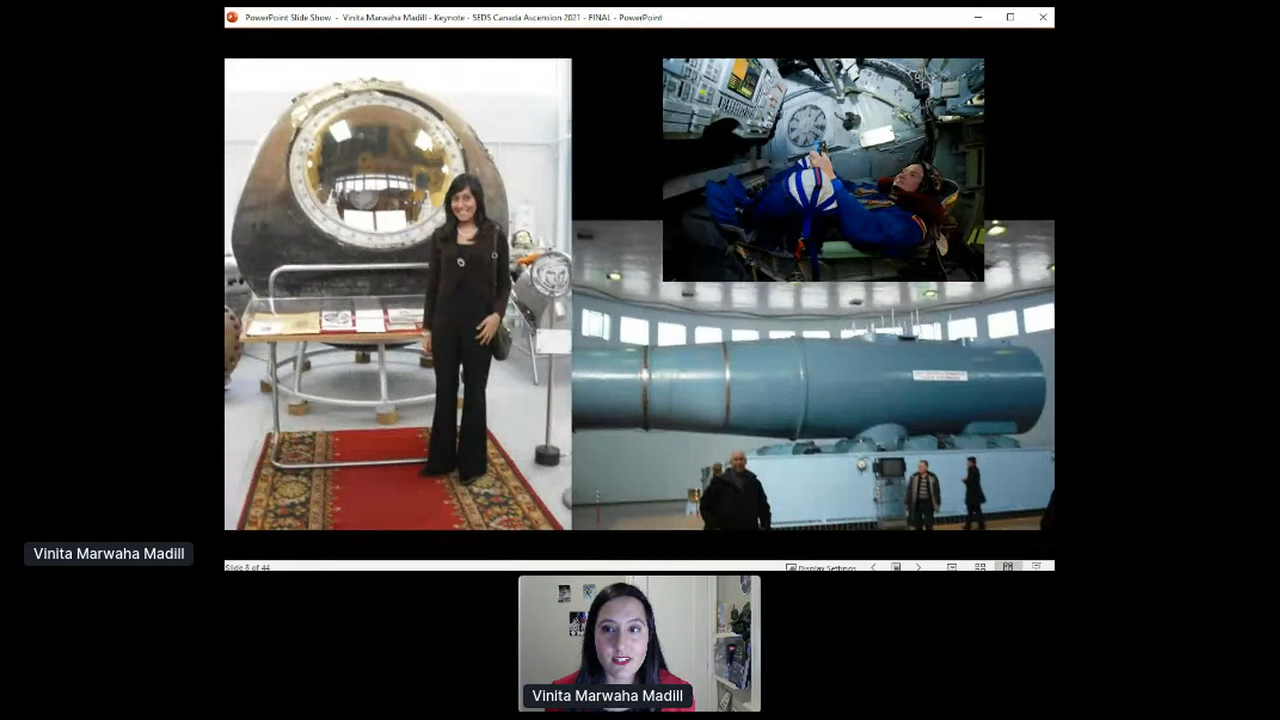 PowerPoint Slide Show - Vinita Marwaha Madill - Keynote - SEDS Canada Ascension 2021 - FINAL - PowerPoint
Vinita Marwaha Madill
Slide 8 of 44
Display Settings
Vinita Marwaha Madill